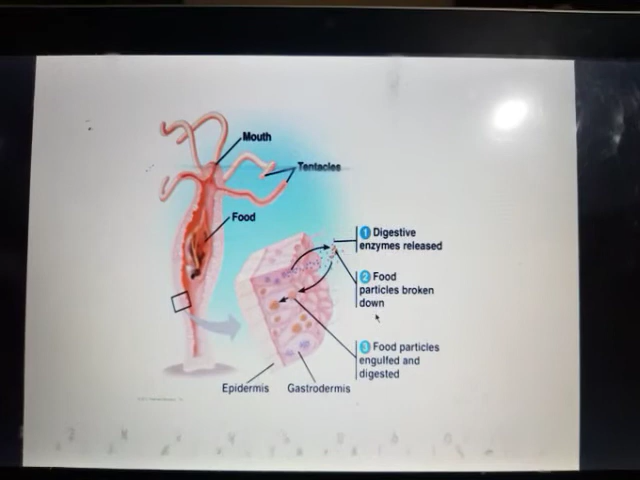 Mouth
Tentacles
Food
1 Digestive
enzymes released
2 Food
particles broken
down
3 Food particles
engulfed and
digested
Epidermis
Gastrodermis